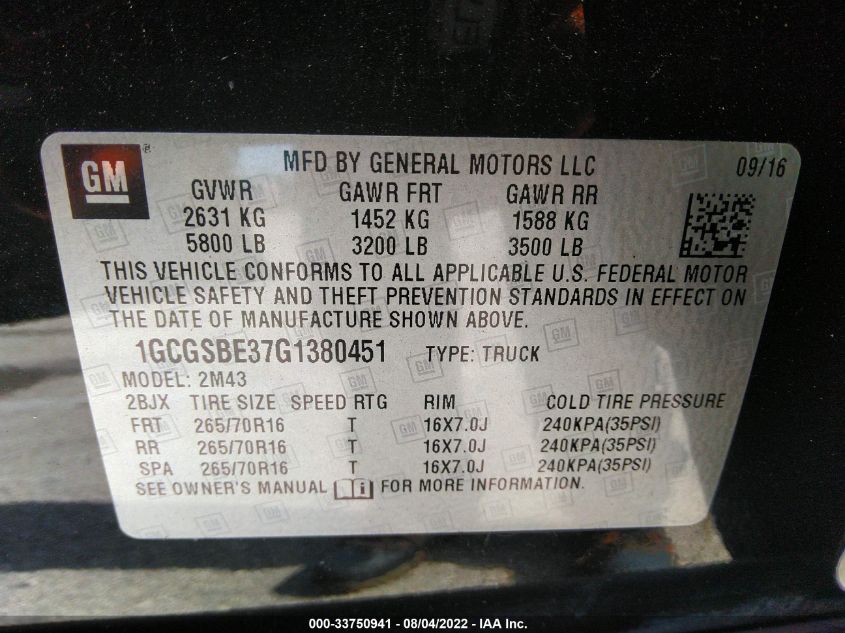 GM
MFD BY GENERAL MOTORS LLC 09/16
GVWR GAWR FRT GAWR RR
2631 KG 1452 KG 1588 KG
5800 LB 3200 LB 3500 LB
THIS VEHICLE CONFORMS TO ALL APPLICABLE U.S. FEDERAL MOTOR
VEHICLE SAFETY AND THEFT PREVENTION STANDARDS IN EFFECT ON
THE DATE OF MANUFACTURE SHOWN ABOVE.
1GCGSBE37G1380451 TYPE: TRUCK
MODEL: 2M43
2BJX TIRE SIZE SPEED RTG RIM COLD TIRE PRESSURE
FRT 265/70R16 T 16X7.0J 240KPA(35PSI)
RR 265/70R16 T 16X7.0J 240KPA(35PSI)
SPA 265/70R16 T 16X7.0J 240KPA(35PSI)
SEE OWNER'S MANUAL FOR MORE INFORMATION.
000-33750941 - 08/04/2022 - IAA Inc.